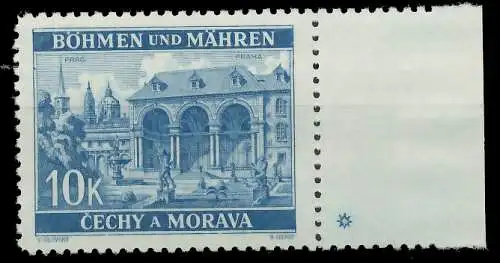 BÖHMEN UND MÄHREN
PRAG PRAHA
10K
ČECHY A MORAVA